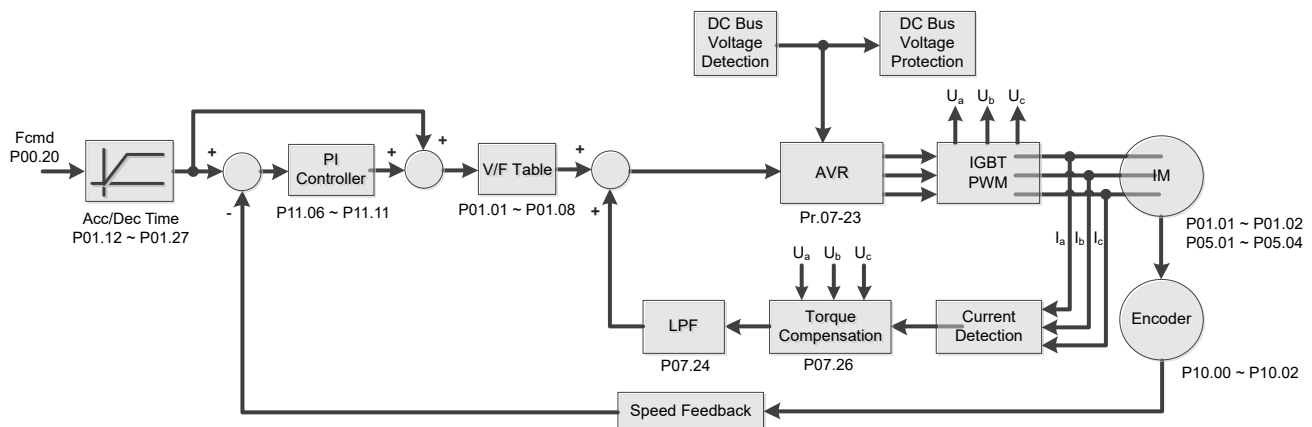 DC Bus
Voltage
Detection
DC Bus
Voltage
Protection
Ua
Ub
Uc
Fcmd
P00.20
+
-
PI
Controller
+
+
V/F Table
+
+
AVR
IGBT
PWM
IM
Acc/Dec Time
P01.12 ~ P01.27
P11.06 ~ P11.11
P01.01 ~ P01.08
Pr.07-23
P01.01 ~ P01.02
P05.01 ~ P05.04
Ia
Ib
Ic
Ua
Ub
Uc
LPF
Torque
Compensation
Current
Detection
Encoder
P07.24
P07.26
P10.00 ~ P10.02
Speed Feedback